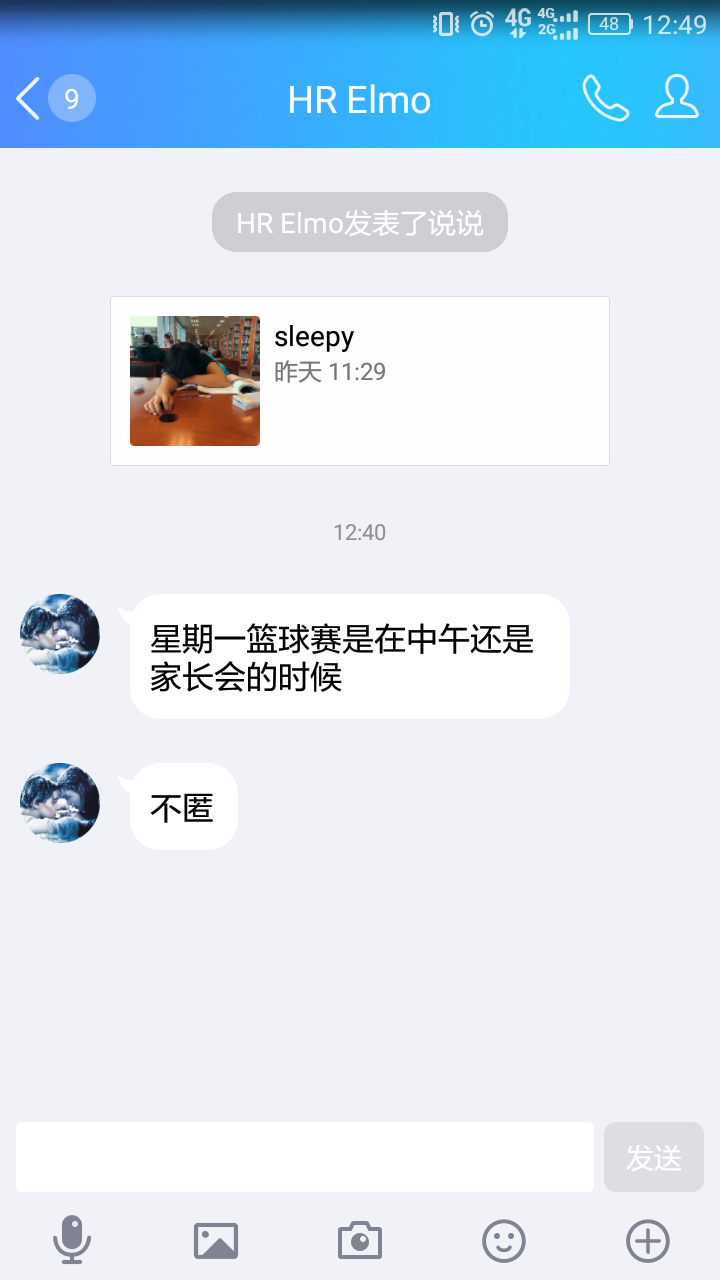 4G 4G 2G 48 12:49
9 HR Elmo
HR Elmo发表了说说
sleepy
昨天 11:29
12:40
星期一篮球赛是在中午还是
家长会的时候
不匿
发送